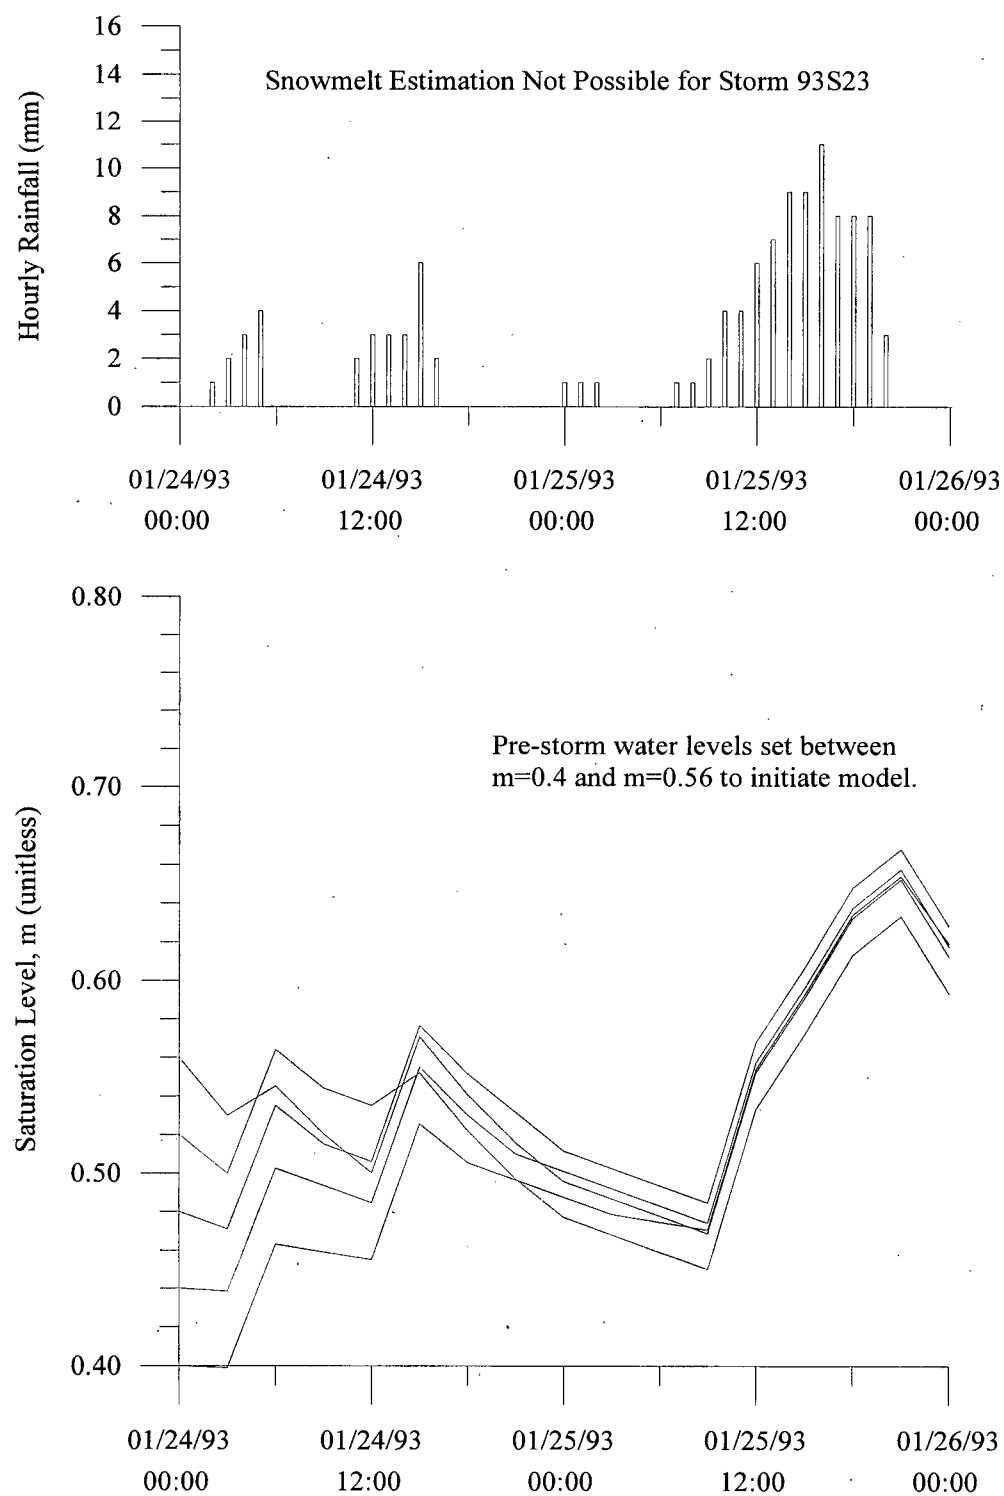 16
14
12
10
8
6
4
2
0
Hourly Rainfall (mm)
Snowmelt Estimation Not Possible for Storm 93S23
01/24/93 01/24/93 01/25/93 01/25/93 01/26/93
00:00 12:00 00:00 12:00 00:00
0.80
0.70
0.60
0.50
0.40
Saturation Level, m (unitless)
Pre-storm water levels set between
m=0.4 and m=0.56 to initiate model.
01/24/93 01/24/93 01/25/93 01/25/93 01/26/93
00:00 12:00 00:00 12:00 00:00